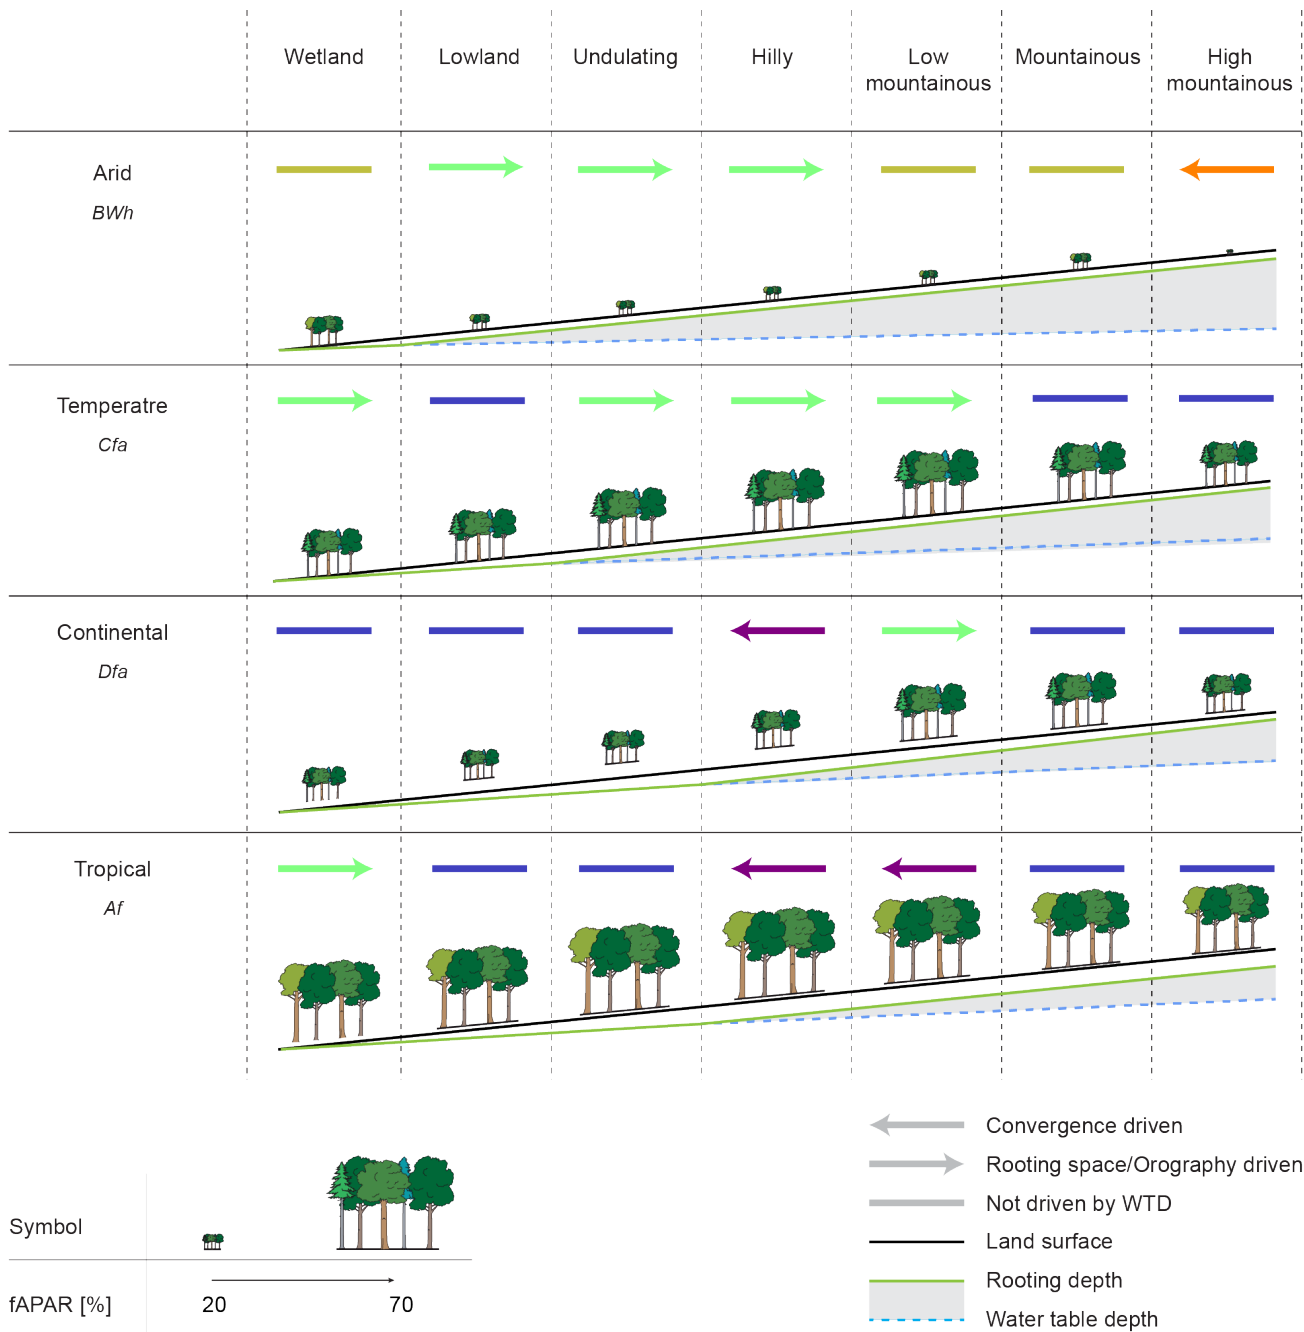 Wetland
Lowland
Undulating
Hilly
Low
mountainous
Mountainous
High
mountainous
Arid
BWh
Temperatre
Cfa
Continental
Dfa
Tropical
Af
Convergence driven
Rooting space/Orography driven
Not driven by WTD
Land surface
Rooting depth
Water table depth
Symbol
fAPAR [%]
20
70